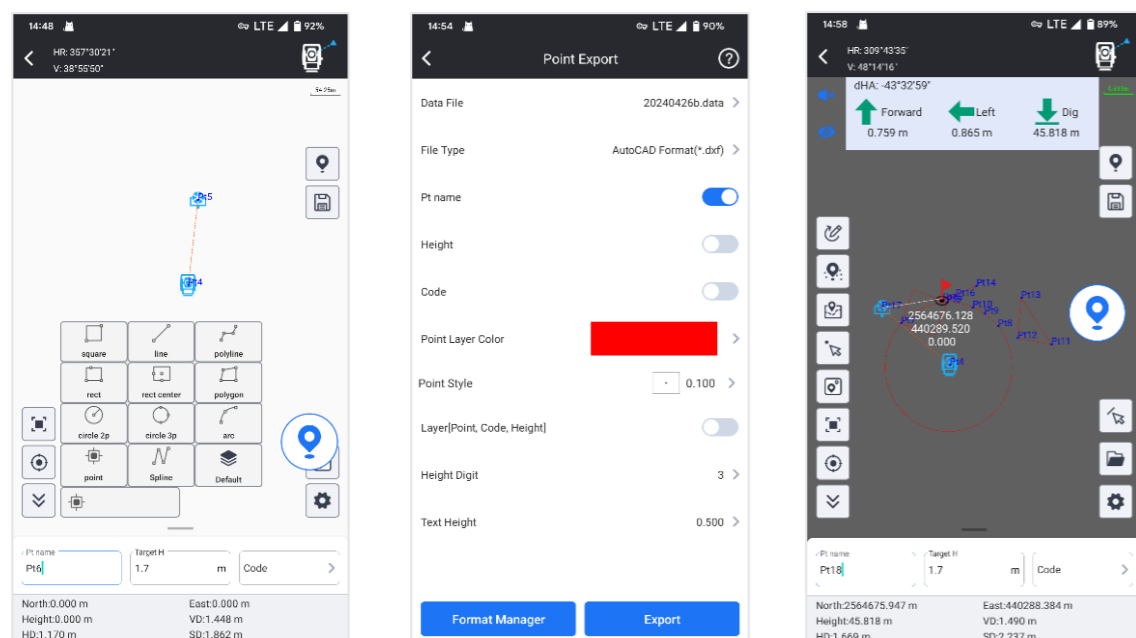 14:48
LTE 92%
HR: 357°30'21"
V: 38°55'50"
54.25m
Pt5
Pt4
square
line
polyline
rect
rect center
polygon
circle 2p
circle 3p
arc
point
Spline
Default
Pt name
Pt6
Target H
1.7 m
Code
North:0.000 m
East:0.000 m
Height:0.000 m
VD:1.448 m
HD:1.170 m
SD:1.862 m
14:54
LTE 90%
Point Export
Data File
20240426b.data
File Type
AutoCAD Format(*.dxf)
Pt name
Height
Code
Point Layer Color
Point Style
0.100
Layer[Point, Code, Height]
Height Digit
3
Text Height
0.500
Format Manager
Export
14:58
LTE 89%
HR: 309°43'35"
V: 48°14'16"
dHA: -43°32'59"
Forward
0.759 m
Left
0.865 m
Dig
45.818 m
Pt14
Pt16
Pt13
Pt17
Pt10
Pt9
Pt8
Pt12
Pt11
2564676.128
440289.520
0.000
Pt4
Pt name
Pt18
Target H
1.7 m
Code
North:2564675.947 m
East:440288.384 m
Height:45.818 m
VD:1.490 m
HD:1.669 m
SD:2.237 m